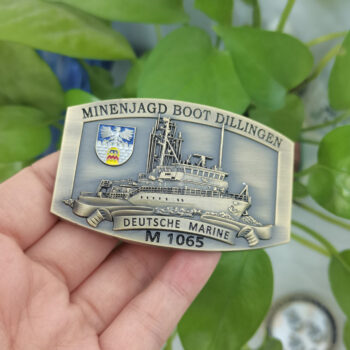 MINENJAGD BOOT DILLINGEN
DEUTSCHE MARINE
M 1065